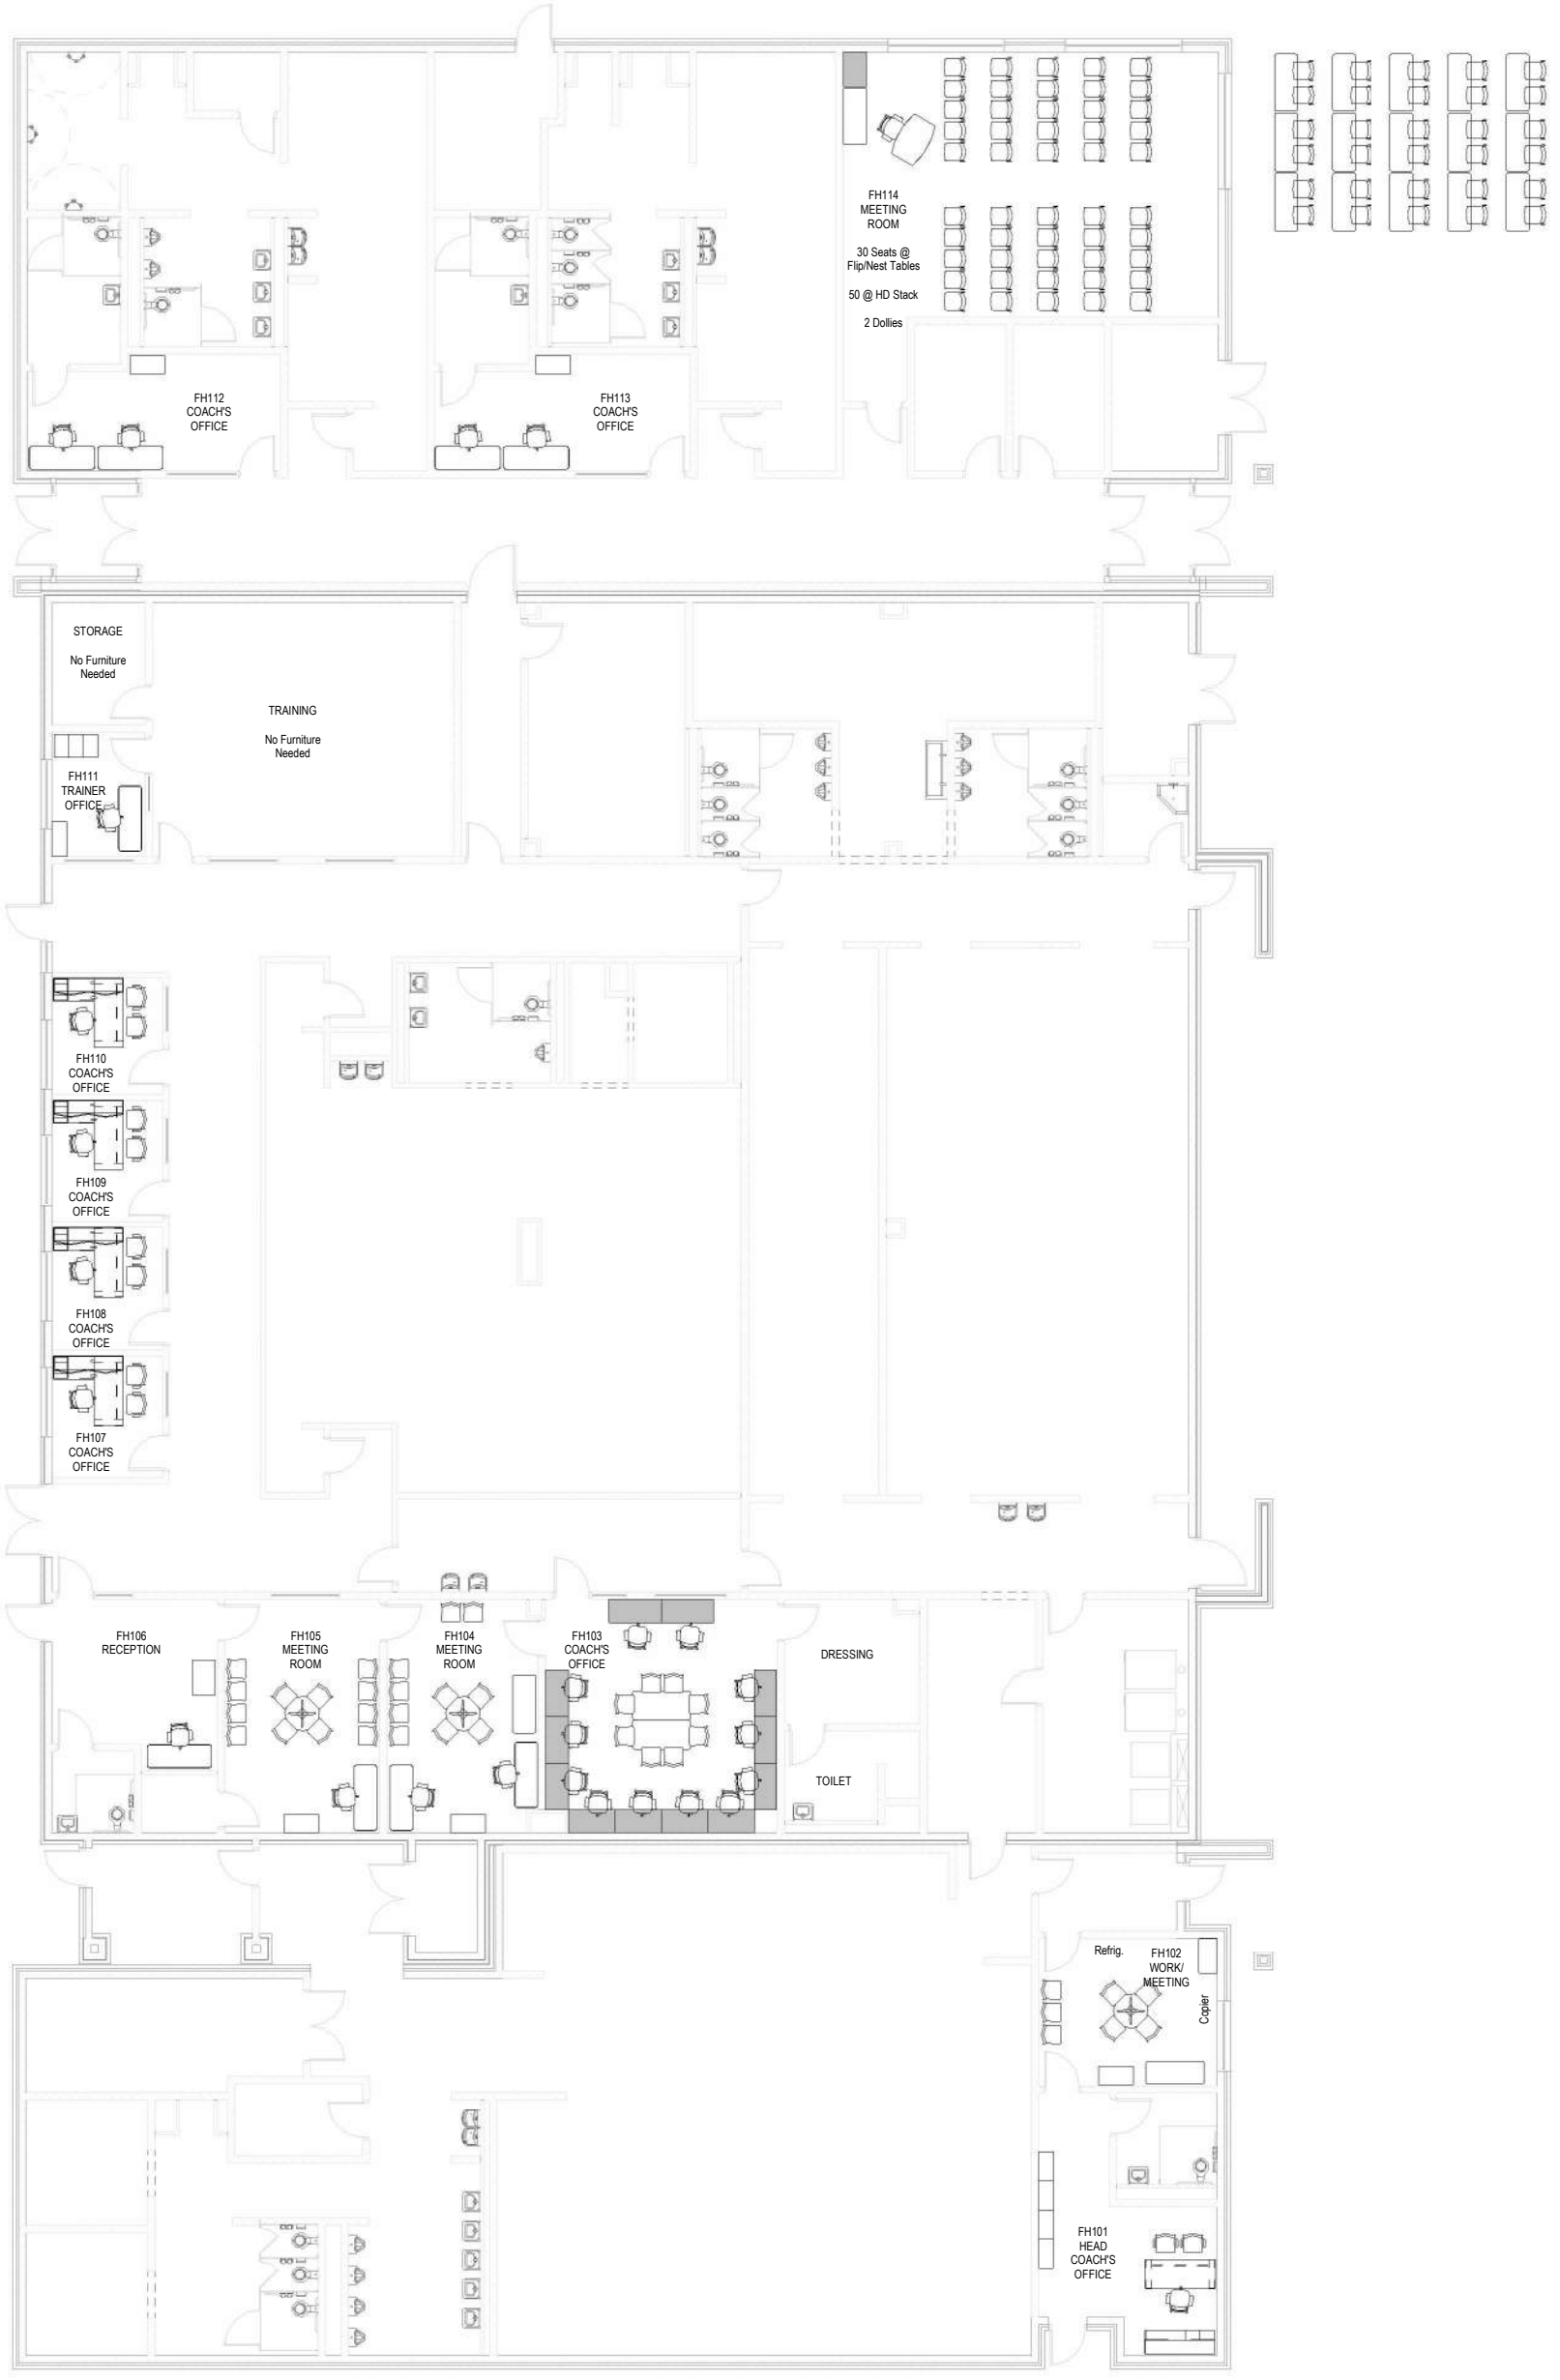 FH114
MEETING
ROOM
30 Seats @
Flip/Nest Tables
50 @ HD Stack
2 Dollies
FH112
COACH'S
OFFICE
FH113
COACH'S
OFFICE
STORAGE
No Furniture
Needed
TRAINING
No Furniture
Needed
FH111
TRAINER
OFFICE
FH110
COACH'S
OFFICE
FH109
COACH'S
OFFICE
FH108
COACH'S
OFFICE
FH107
COACH'S
OFFICE
FH106
RECEPTION
FH105
MEETING
ROOM
FH104
MEETING
ROOM
FH103
COACH'S
OFFICE
DRESSING
TOILET
Refrig.
FH102
WORK/
MEETING
Copier
FH101
HEAD
COACH'S
OFFICE